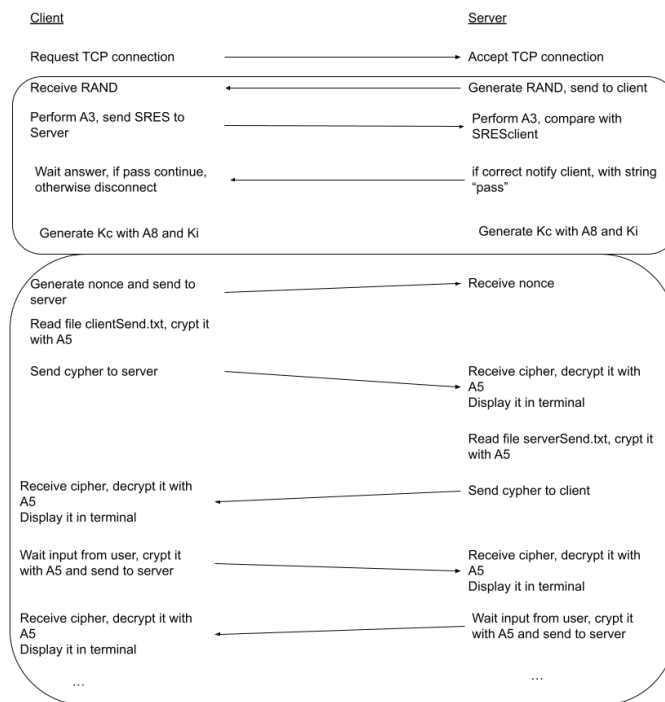 Client
Server
Request TCP connection
Accept TCP connection
Receive RAND
Generate RAND, send to client
Perform A3, send SRES to
Server
Perform A3, compare with
SRESclient
Wait answer, if pass continue,
otherwise disconnect
if correct notify client, with string
“pass”
Generate Kc with A8 and Ki
Generate Kc with A8 and Ki
Generate nonce and send to
server
Receive nonce
Read file clientSend.txt, crypt it
with A5
Send cypher to server
Receive cipher, decrypt it with
A5
Display it in terminal
Read file serverSend.txt, crypt it
with A5
Receive cipher, decrypt it with
A5
Display it in terminal
Send cypher to client
Wait input from user, crypt it
with A5 and send to server
Receive cipher, decrypt it with
A5
Display it in terminal
Receive cipher, decrypt it with
A5
Display it in terminal
Wait input from user, crypt it
with A5 and send to server
...
...